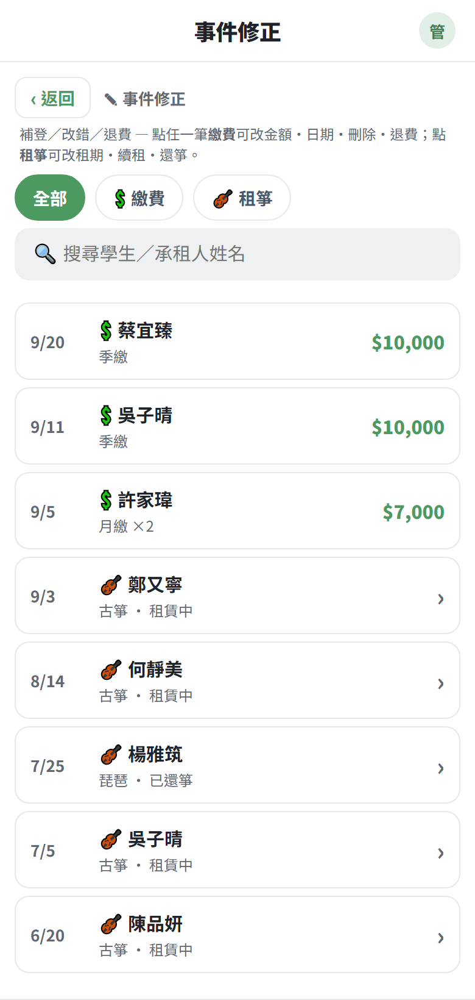 事件修正
管
‹ 返回
✏️ 事件修正
補登／改錯／退費 — 點任一筆繳費可改金額・日期・刪除・退費；點
租箏可改租期・續租・還箏。
全部
💲 繳費
🎻 租箏
🔍 搜尋學生／承租人姓名
9/20
💲 蔡宜臻
季繳
$10,000
9/11
💲 吳子晴
季繳
$10,000
9/5
💲 許家瑋
月繳 ×2
$7,000
9/3
🎻 鄭又寧
古箏 ・ 租賃中
›
8/14
🎻 何靜美
古箏 ・ 租賃中
›
7/25
🎻 楊雅筑
琵琶 ・ 已還箏
›
7/5
🎻 吳子晴
古箏 ・ 租賃中
›
6/20
🎻 陳品妍
古箏 ・ 租賃中
›